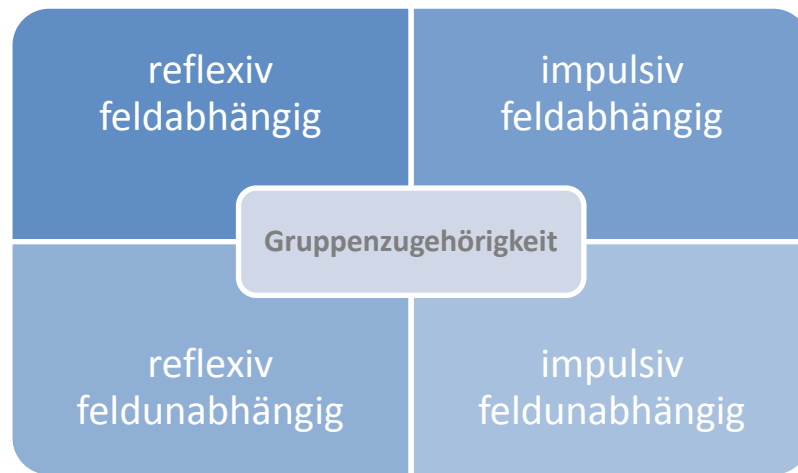 reflexiv
feldabhängig
impulsiv
feldabhängig
Gruppenzugehörigkeit
reflexiv
feldunabhängig
impulsiv
feldunabhängig